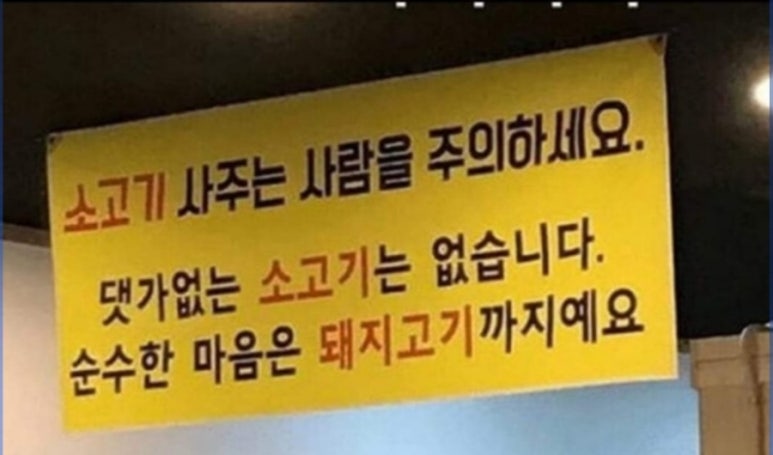 소고기 사주는 사람을 주의하세요.
댓가없는 소고기는 없습니다.
순수한 마음은 돼지고기까지예요